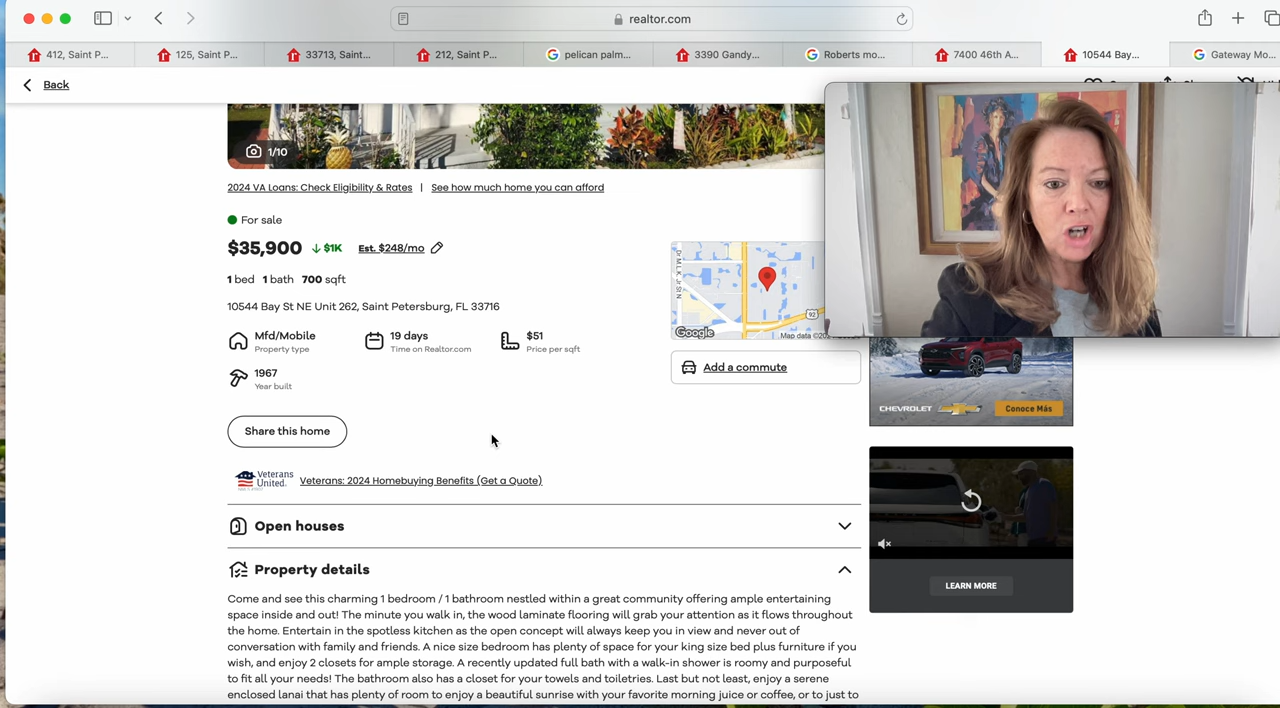 realtor.com
412, Saint P...
125, Saint P...
33713, Saint...
212, Saint P...
pelican palm...
3390 Gandy...
Roberts mo...
7400 46th A...
10544 Bay...
Gateway Mo...
Back
1/10
2024 VA Loans: Check Eligibility & Rates | See how much home you can afford
For sale
$35,900 $1K Est. $248/mo
1 bed 1 bath 700 sqft
10544 Bay St NE Unit 262, Saint Petersburg, FL 33716
Mfd/Mobile
Property type
19 days
Time on Realtor.com
$51
Price per sqft
1967
Year built
Dr M.L.K. Jr St N
92
Google
Map data ©20
Add a commute
Share this home
Veterans United.
Veterans: 2024 Homebuying Benefits (Get a Quote)
Open houses
Property details
Come and see this charming 1 bedroom / 1 bathroom nestled within a great community offering ample entertaining
space inside and out! The minute you walk in, the wood laminate flooring will grab your attention as it flows throughout
the home. Entertain in the spotless kitchen as the open concept will always keep you in view and never out of
conversation with family and friends. A nice size bedroom has plenty of space for your king size bed plus furniture if you
wish, and enjoy 2 closets for ample storage. A recently updated full bath with a walk-in shower is roomy and purposeful
to fit all your needs! The bathroom also has a closet for your towels and toiletries. Last but not least, enjoy a serene
enclosed lanai that has plenty of room to enjoy a beautiful sunrise with your favorite morning juice or coffee, or to just to
CHEVROLET
Conoce Más
LEARN MORE